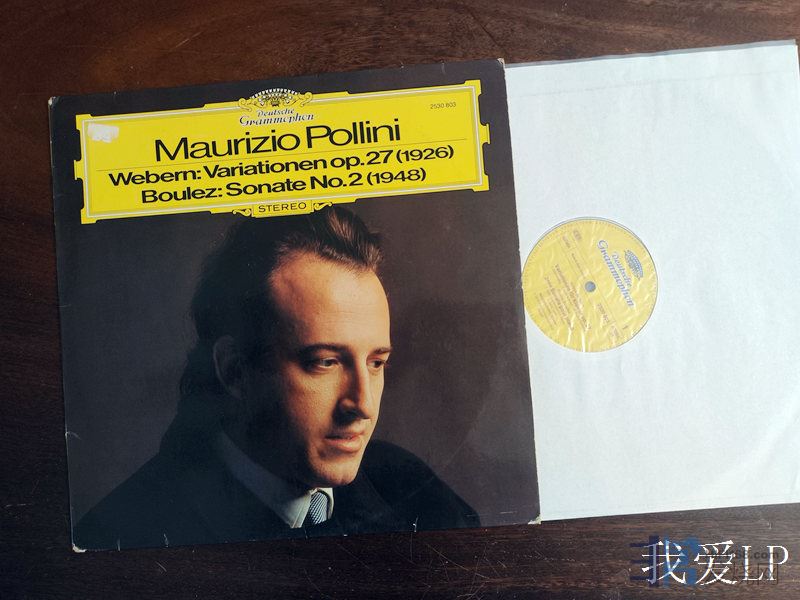 Deutsche
Grammophon
2530 803
Maurizio Pollini
Webern: Variationen op.27 (1926)
Boulez: Sonate No.2 (1948)
STEREO
Deutsche
Grammophon
我爱LP